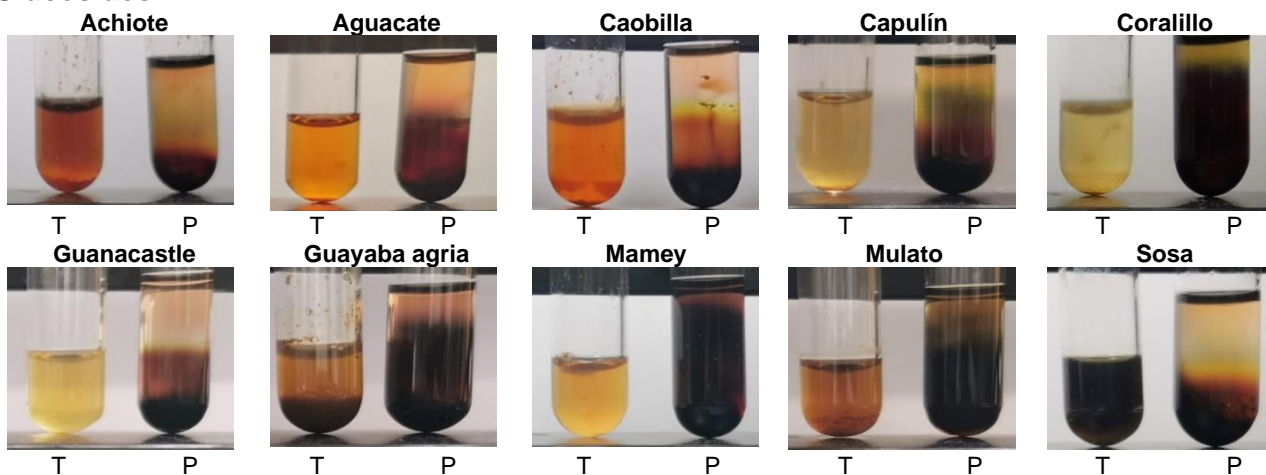 Achiote Aguacate Caobilla Capulín Coralillo
T P T P T P T P T P
Guanacastle Guayaba agria Mamey Mulato Sosa
T P T P T P T P T P